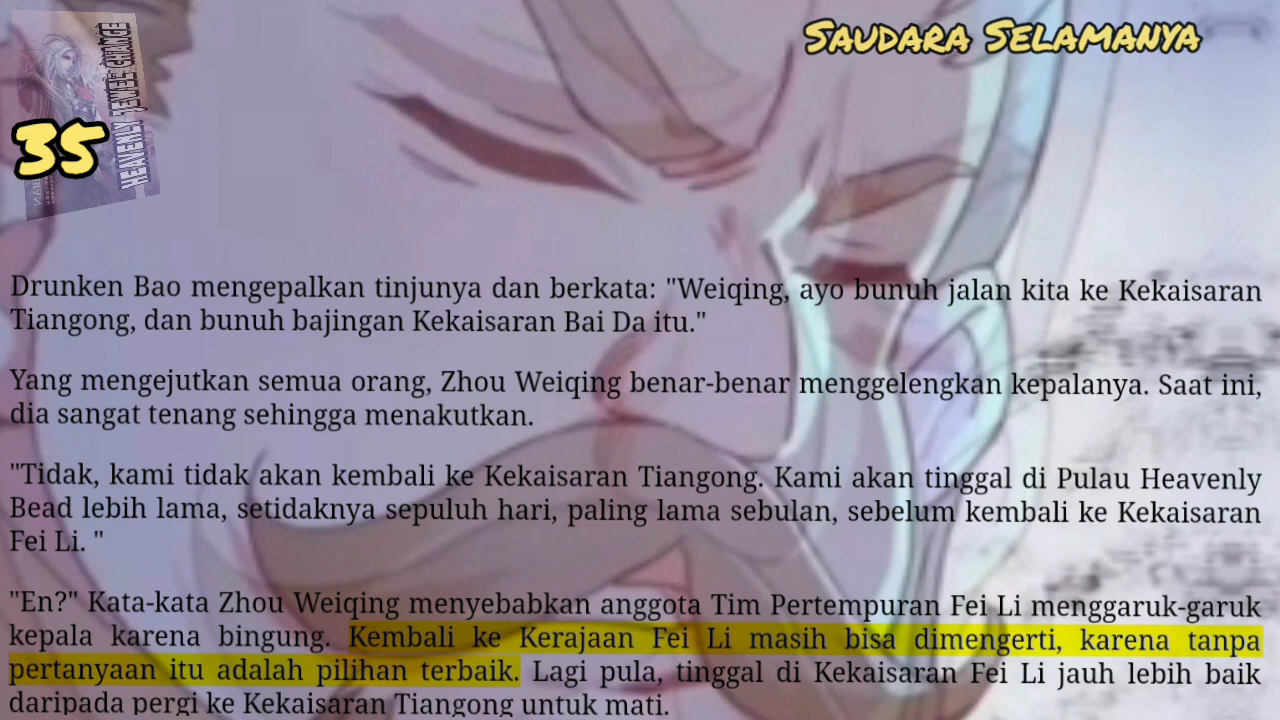 Saudara Selamanya
HEAVENLY JEWEL CHANGE
35
Drunken Bao mengepalkan tinjunya dan berkata: "Weiqing, ayo bunuh jalan kita ke Kekaisaran
Tiangong, dan bunuh bajingan Kekaisaran Bai Da itu."
Yang mengejutkan semua orang, Zhou Weiqing benar-benar menggelengkan kepalanya. Saat ini,
dia sangat tenang sehingga menakutkan.
"Tidak, kami tidak akan kembali ke Kekaisaran Tiangong. Kami akan tinggal di Pulau Heavenly
Bead lebih lama, setidaknya sepuluh hari, paling lama sebulan, sebelum kembali ke Kekaisaran
Fei Li. "
"En?" Kata-kata Zhou Weiqing menyebabkan anggota Tim Pertempuran Fei Li menggaruk-garuk
kepala karena bingung. Kembali ke Kerajaan Fei Li masih bisa dimengerti, karena tanpa
pertanyaan itu adalah pilihan terbaik. Lagi pula, tinggal di Kekaisaran Fei Li jauh lebih baik
daripada pergi ke Kekaisaran Tiangong untuk mati.